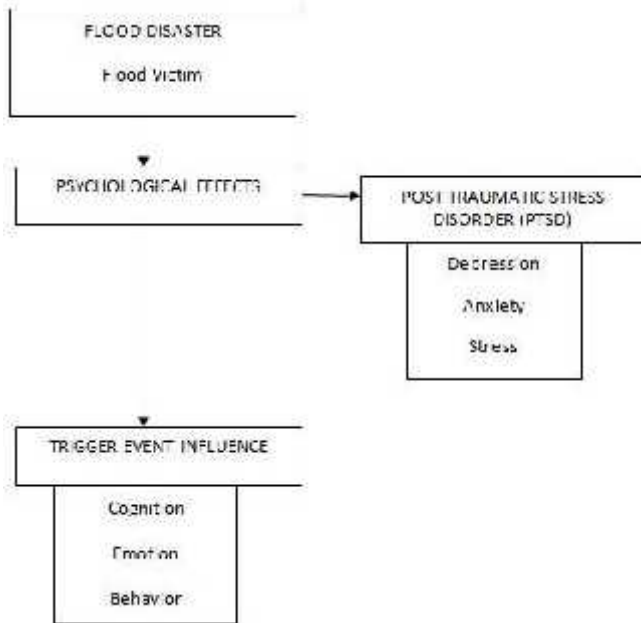 FLOOD DISASTER
Flood Victim
PSYCHOLOGICAL EFFECTS
POST TRAUMATIC STRESS
DISORDER (PTSD)
Depression
Anxiety
Stress
TRIGGER EVENT INFLUENCE
Cognition
Emotion
Behavior